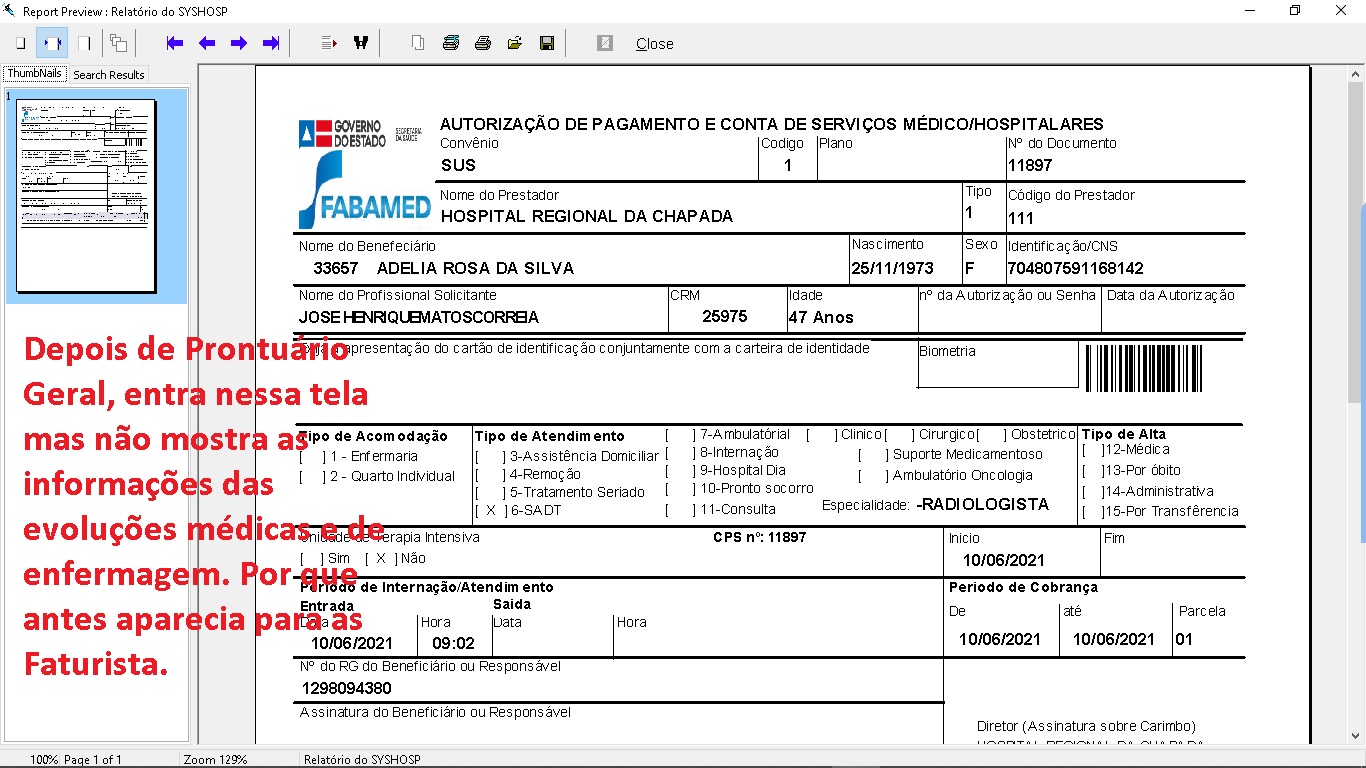 Report Preview : Relatório do SYSHOSP
Close
ThumbNails
Search Results
1
GOVERNO DO ESTADO
SECRETARIA DA SAÚDE
FABAMED
AUTORIZAÇÃO DE PAGAMENTO E CONTA DE SERVIÇOS MÉDICO/HOSPITALARES
Convênio Codigo Plano Nº do Documento
SUS 1 11897
Nome do Prestador Tipo Código do Prestador
HOSPITAL REGIONAL DA CHAPADA 1 111
Nome do Benefeciário Nascimento Sexo Identificação/CNS
33657 ADELIA ROSA DA SILVA 25/11/1973 F 704807591168142
Nome do Profissional Solicitante CRM Idade nº da Autorização ou Senha Data da Autorização
JOSE HENRIQUE MATOS CORREIA 25975 47 Anos
apresentação do cartão de identificação conjuntamente com a carteira de identidade Biometria
Depois de Prontuário
Geral, entra nessa tela
mas não mostra as
informações das
evoluções médicas e de
enfermagem. Por que
antes aparecia para as
Faturista.
Tipo de Acomodação
[ ] 1 - Enfermaria
[ ] 2 - Quarto Individual
Tipo de Atendimento
[ ] 3-Assistência Domiciliar
[ ] 4-Remoção
[ ] 5-Tratamento Seriado
[ X ] 6-SADT
[ ] 7-Ambulatórial [ ] Clinico [ ] Cirurgico [ ] Obstetrico
[ ] 8-Internação [ ] Suporte Medicamentoso
[ ] 9-Hospital Dia [ ] Ambulatório Oncologia
[ ] 10-Pronto socorro
[ ] 11-Consulta Especialidade: -RADIOLOGISTA
Tipo de Alta
[ ]12-Médica
[ ]13-Por óbito
[ ]14-Administrativa
[ ]15-Por Transfêrencia
Unidade de Terapia Intensiva CPS nº: 11897 Inicio Fim
[ ] Sim [ X ] Não 10/06/2021
Periodo de Internação/Atendimento Periodo de Cobrança
Entrada Saida
Data Hora Data Hora De até Parcela
10/06/2021 09:02 10/06/2021 10/06/2021 01
Nº do RG do Beneficiário ou Responsável
1298094380
Assinatura do Beneficiário ou Responsável
Diretor (Assinatura sobre Carimbo)
HOSPITAL REGIONAL DA CHAPADA
100% Page 1 of 1 Zoom 129% Relatório do SYSHOSP